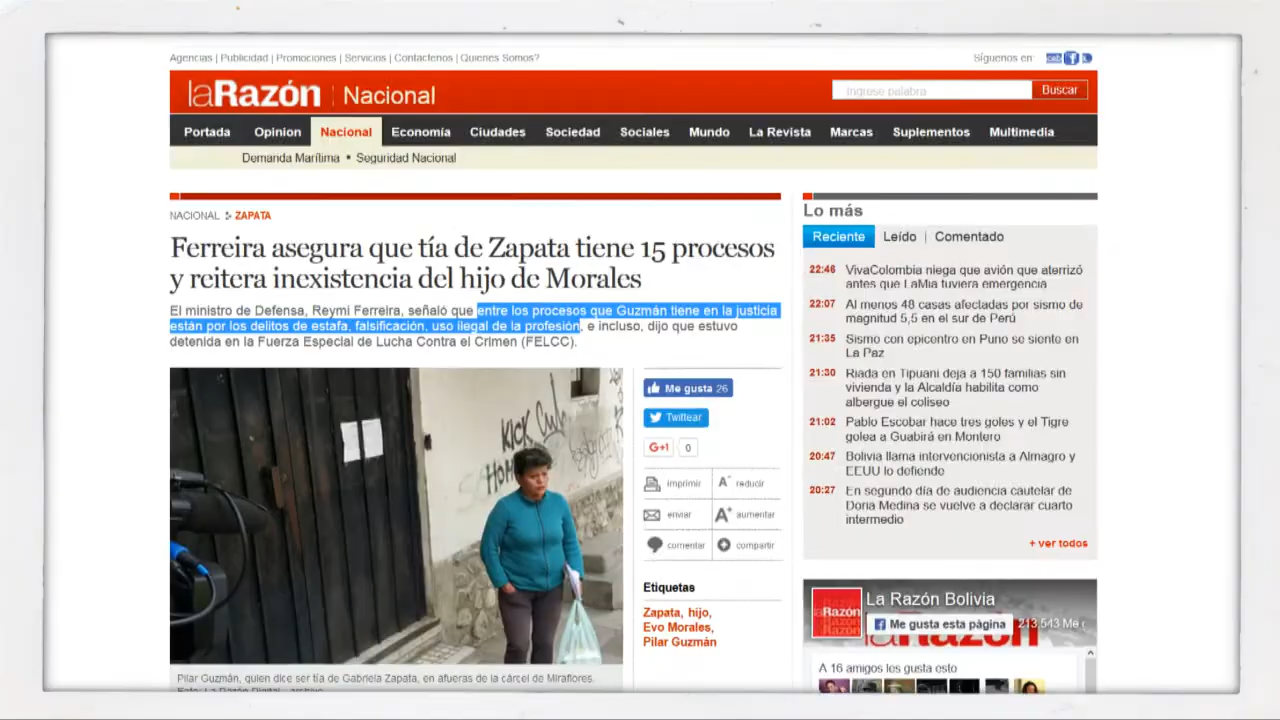 Agencias | Publicidad | Promociones | Servicios | Contactenos | Quienes Somos?
Síguenos en:
laRazón | Nacional
Ingrese palabra
Buscar
Portada Opinion Nacional Economía Ciudades Sociedad Sociales Mundo La Revista Marcas Suplementos Multimedia
Demanda Marítima • Seguridad Nacional
NACIONAL ZAPATA
Ferreira asegura que tía de Zapata tiene 15 procesos
y reitera inexistencia del hijo de Morales
El ministro de Defensa, Reymi Ferreira, señaló que entre los procesos que Guzmán tiene en la justicia
están por los delitos de estafa, falsificación, uso ilegal de la profesión, e incluso, dijo que estuvo
detenida en la Fuerza Especial de Lucha Contra el Crimen (FELCC).
KICK
Me gusta 26
Twittear
G+1 0
imprimir A- reducir
enviar A+ aumentar
comentar compartir
Etiquetas
Zapata, hijo,
Evo Morales,
Pilar Guzmán
Pilar Guzmán, quien dice ser tía de Gabriela Zapata, en afueras de la cárcel de Miraflores.
Foto: La Razón Digital - archivo
Lo más
Reciente Leído | Comentado
22:46 VivaColombia niega que avión que aterrizó
antes que LaMia tuviera emergencia
22:07 Al menos 48 casas afectadas por sismo de
magnitud 5,5 en el sur de Perú
21:35 Sismo con epicentro en Puno se siente en
La Paz
21:30 Riada en Tipuani deja a 150 familias sin
vivienda y la Alcaldía habilita como
albergue el coliseo
21:02 Pablo Escobar hace tres goles y el Tigre
golea a Guabirá en Montero
20:47 Bolivia llama intervencionista a Almagro y
EEUU lo defiende
20:27 En segundo día de audiencia cautelar de
Doria Medina se vuelve a declarar cuarto
intermedio
+ ver todos
La Razón Bolivia
Me gusta esta página 213.543 Me
laRazón
A 16 amigos les gusta esto